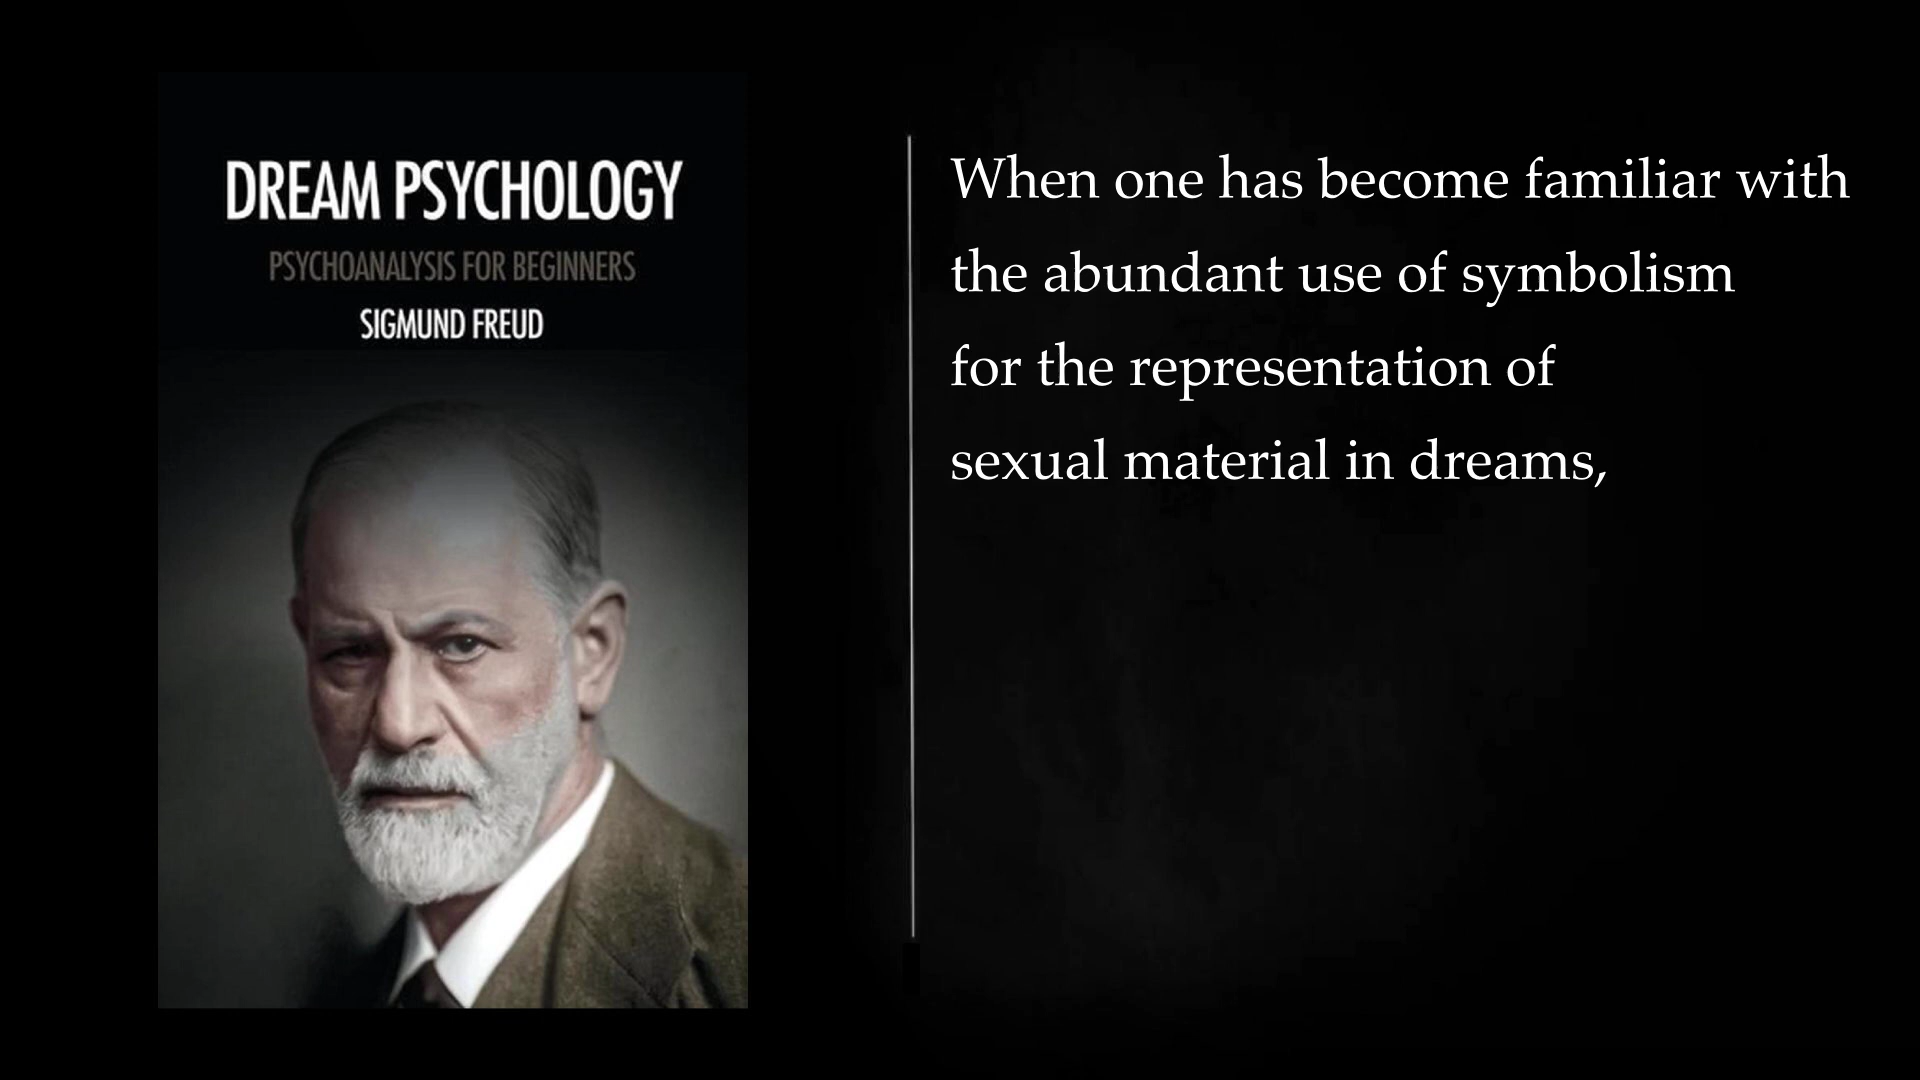 DREAM PSYCHOLOGY
PSYCHOANALYSIS FOR BEGINNERS
SIGMUND FREUD
When one has become familiar with
the abundant use of symbolism
for the representation of
sexual material in dreams,